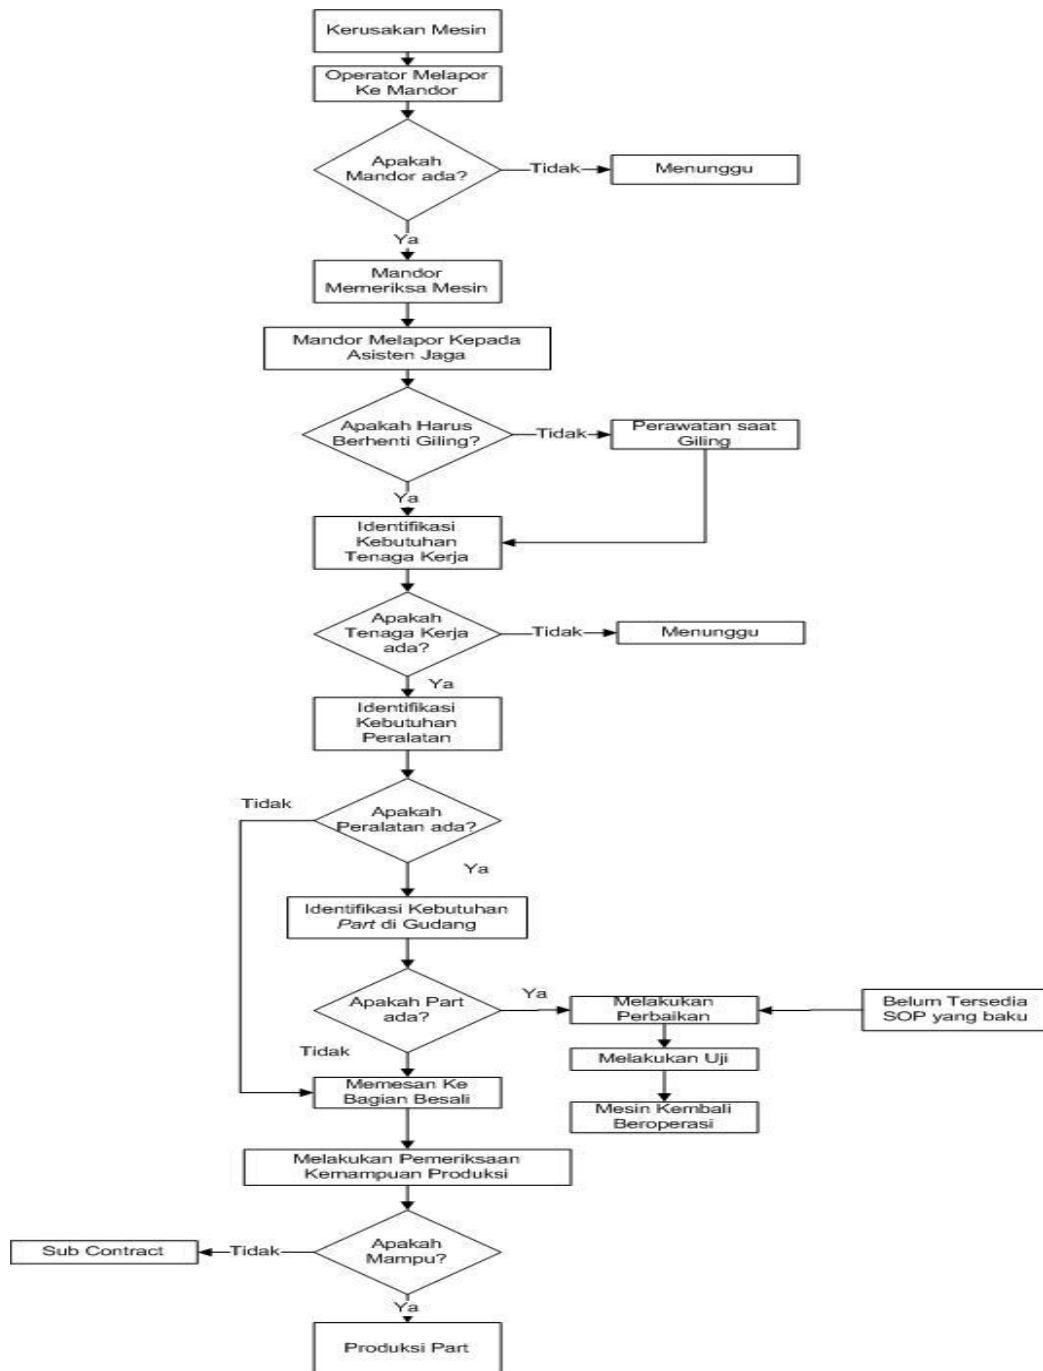 Kerusakan Mesin
Operator Melapor
Ke Mandor
Apakah
Mandor ada?
Tidak
Menunggu
Ya
Mandor
Memeriksa Mesin
Mandor Melapor Kepada
Asisten Jaga
Apakah Harus
Berhenti Giling?
Tidak
Perawatan saat
Giling
Ya
Identifikasi
Kebutuhan
Tenaga Kerja
Apakah
Tenaga Kerja
ada?
Tidak
Menunggu
Ya
Identifikasi
Kebutuhan
Peralatan
Tidak
Apakah
Peralatan ada?
Ya
Identifikasi Kebutuhan
Part di Gudang
Apakah Part
ada?
Ya
Melakukan
Perbaikan
Belum Tersedia
SOP yang baku
Tidak
Melakukan Uji
Memesan Ke
Bagian Besali
Mesin Kembali
Beroperasi
Melakukan Pemeriksaan
Kemampuan Produksi
Apakah
Mampu?
Tidak
Sub Contract
Ya
Produksi Part